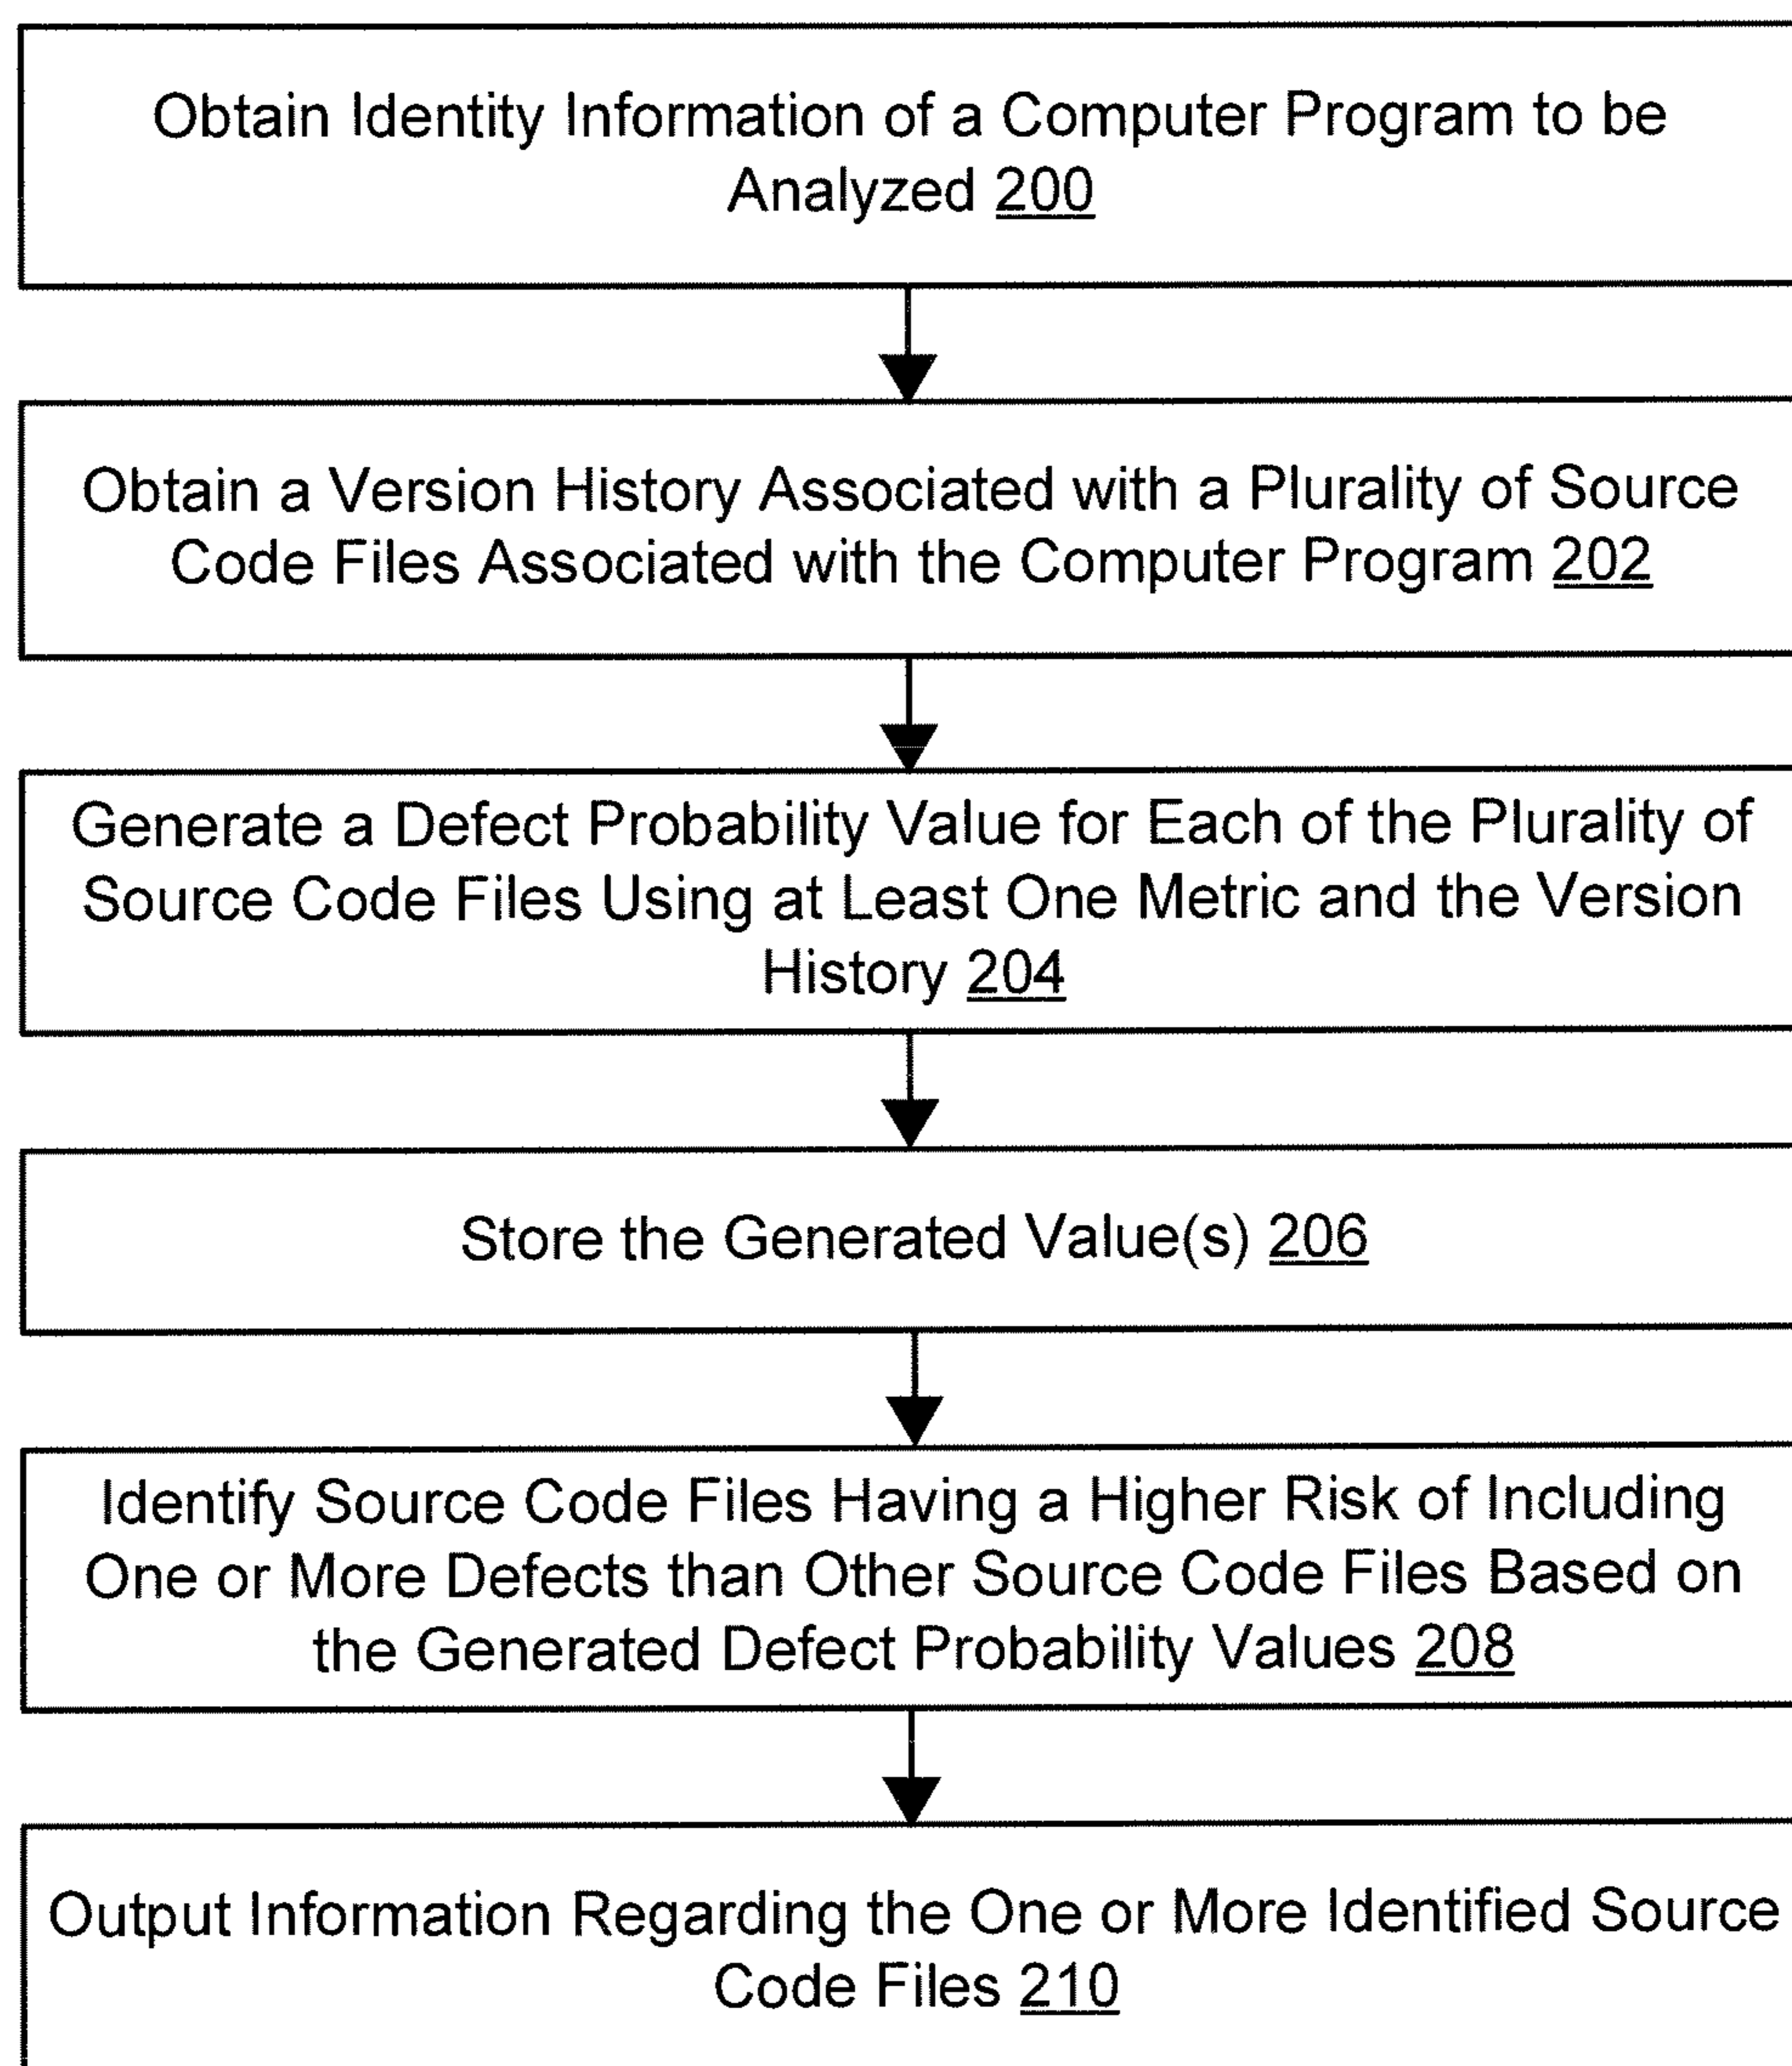 Obtain Identity Information of a Computer Program to be
Analyzed 200
Obtain a Version History Associated with a Plurality of Source
Code Files Associated with the Computer Program 202
Generate a Defect Probability Value for Each of the Plurality of
Source Code Files Using at Least One Metric and the Version
History 204
Store the Generated Value(s) 206
Identify Source Code Files Having a Higher Risk of Including
One or More Defects than Other Source Code Files Based on
the Generated Defect Probability Values 208
Output Information Regarding the One or More Identified Source
Code Files 210